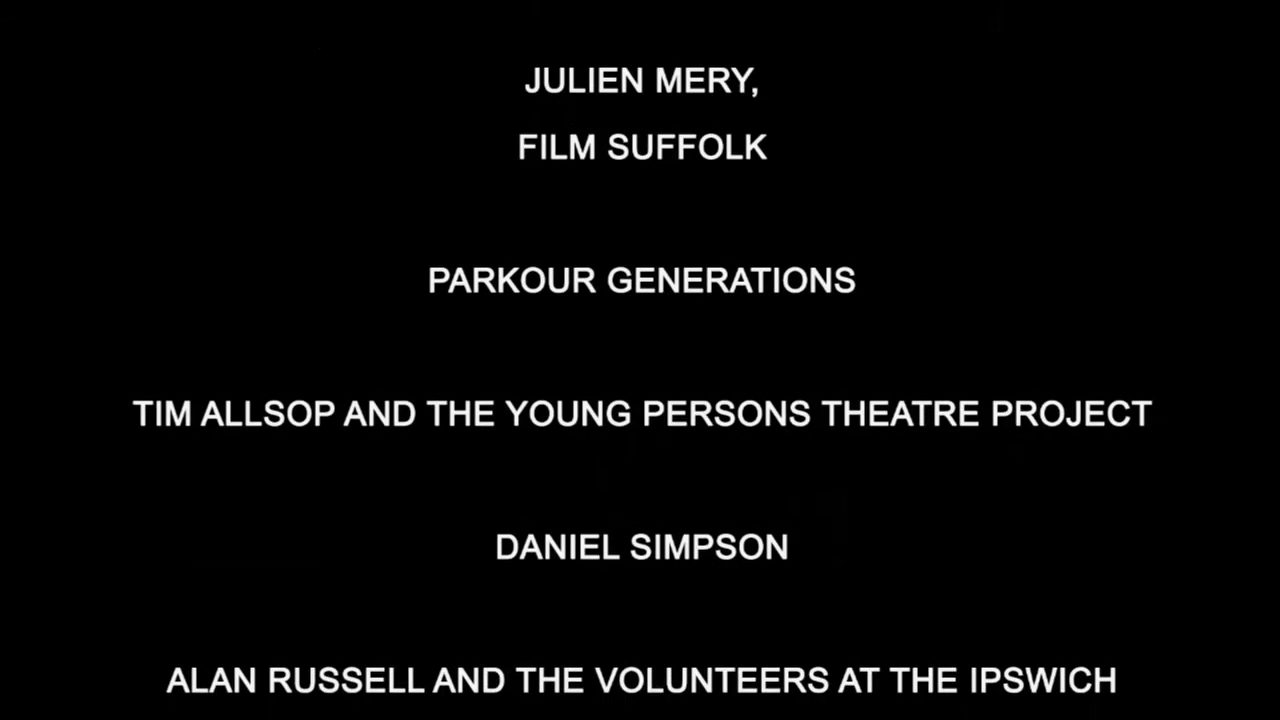 JULIEN MERY,
FILM SUFFOLK
PARKOUR GENERATIONS
TIM ALLSOP AND THE YOUNG PERSONS THEATRE PROJECT
DANIEL SIMPSON
ALAN RUSSELL AND THE VOLUNTEERS AT THE IPSWICH